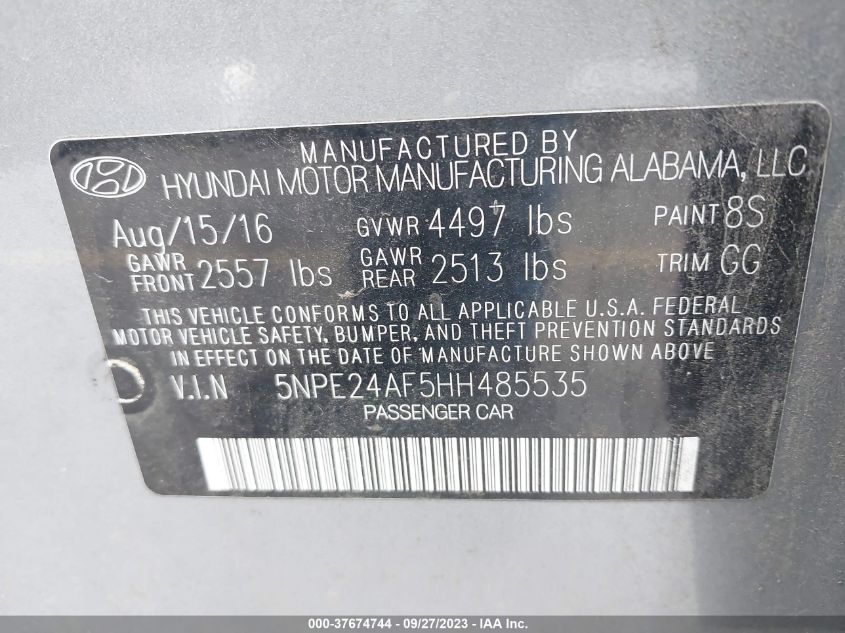 MANUFACTURED BY
HYUNDAI MOTOR MANUFACTURING ALABAMA, LLC
Aug/15/16 GVWR 4497 lbs PAINT 8S
GAWR FRONT 2557 lbs GAWR REAR 2513 lbs TRIM GG
THIS VEHICLE CONFORMS TO ALL APPLICABLE U.S.A. FEDERAL
MOTOR VEHICLE SAFETY, BUMPER, AND THEFT PREVENTION STANDARDS
IN EFFECT ON THE DATE OF MANUFACTURE SHOWN ABOVE
V.I.N 5NPE24AF5HH485535
PASSENGER CAR
000-37674744 - 09/27/2023 - IAA Inc.